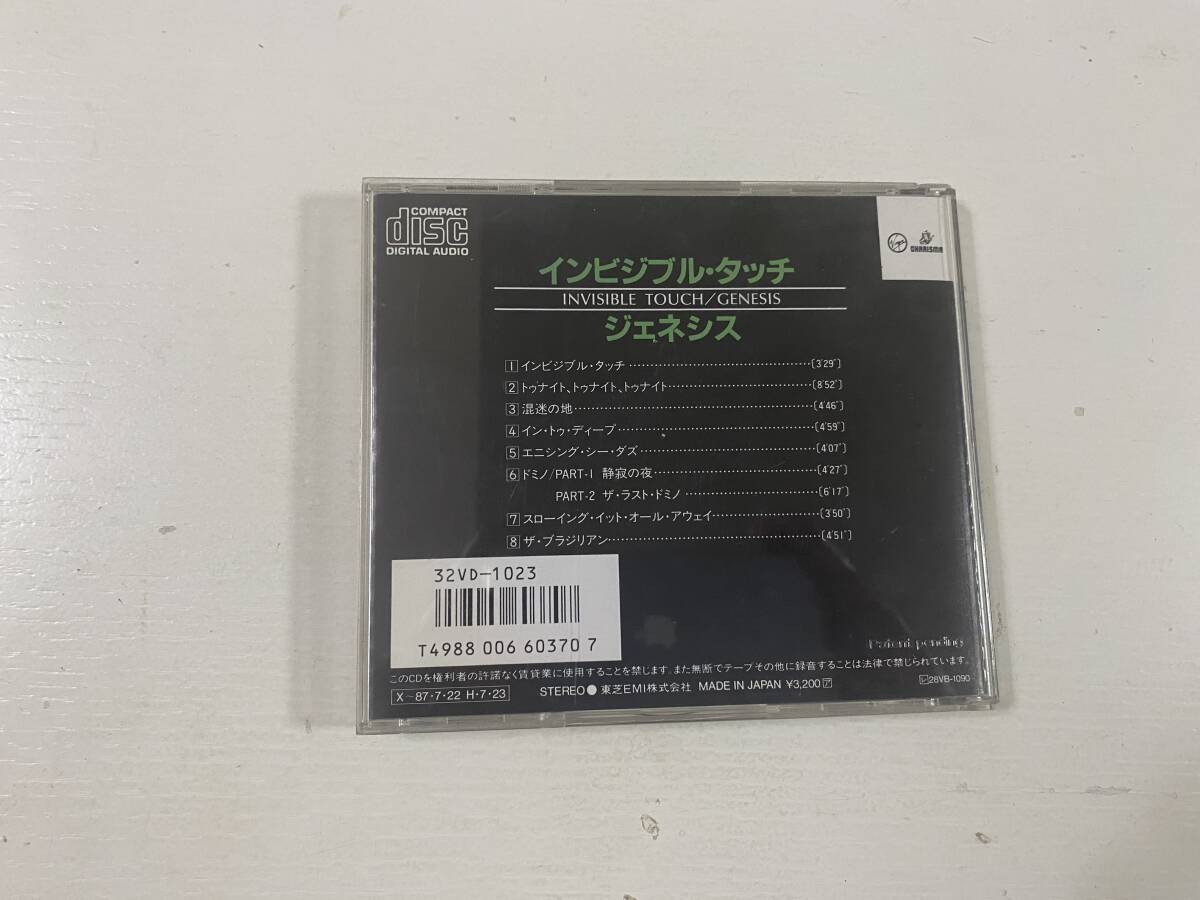 COMPACT
disc
DIGITAL AUDIO
Virgin
CHARISMA
インビジブル・タッチ
INVISIBLE TOUCH/GENESIS
ジェネシス
1 インビジブル・タッチ……………………………(3'29")
2 トゥナイト、トゥナイト、トゥナイト……………………(8'52")
3 混迷の地……………………………………(4'46")
4 イン・トゥ・ディープ……………………………(4'59")
5 エニシング・シー・ダズ…………………………(4'07")
6 ドミノ/PART-1 静寂の夜………………………(4'27")
PART-2 ザ・ラスト・ドミノ……………………(6'17")
7 スローイング・イット・オール・アウェイ………………(3'50")
8 ザ・ブラジリアン………………………………(4'51")
32VD-1023
T4988 006 60370 7
Patent pending
このCDを権利者の許諾なく賃貸業に使用することを禁じます。また無断でテープその他に録音することは法律で禁じられています。
X-87・7・22 H・7・23 STEREO● 東芝EMI株式会社 MADE IN JAPAN ¥3,200 ア
L 28VB-1090